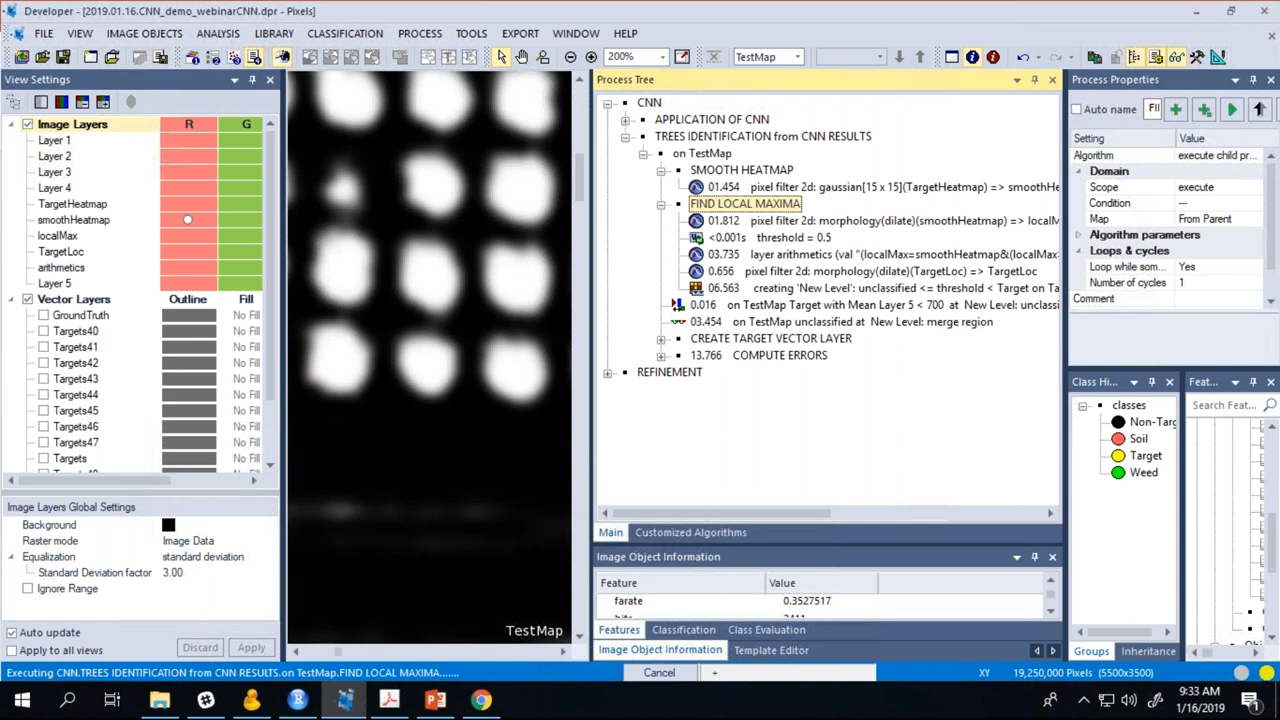 Developer - [2019.01.16.CNN_demo_webinarCNN.dpr - Pixels]
FILE VIEW IMAGE OBJECTS ANALYSIS LIBRARY CLASSIFICATION PROCESS TOOLS EXPORT WINDOW HELP
200% TestMap
View Settings
Image Layers R G
Layer 1
Layer 2
Layer 3
Layer 4
TargetHeatmap
smoothHeatmap
localMax
TargetLoc
arithmetics
Layer 5
Vector Layers Outline Fill
GroundTruth No Fill
Targets40 No Fill
Targets41 No Fill
Targets42 No Fill
Targets43 No Fill
Targets44 No Fill
Targets45 No Fill
Targets46 No Fill
Targets47 No Fill
Targets No Fill
Image Layers Global Settings
Background
Raster mode Image Data
Equalization standard deviation
Standard Deviation factor 3.00
Ignore Range
Auto update
Apply to all views
Discard Apply
TestMap
Process Tree
CNN
APPLICATION OF CNN
TREES IDENTIFICATION from CNN RESULTS
on TestMap
SMOOTH HEATMAP
01.454 pixel filter 2d: gaussian[15 x 15](TargetHeatmap) => smoothHe
FIND LOCAL MAXIMA
01.812 pixel filter 2d: morphology(dilate)(smoothHeatmap) => localM
<0.001s threshold = 0.5
03.735 layer arithmetics (val "(localMax=smoothHeatmap&(localMax
0.656 pixel filter 2d: morphology(dilate)(TargetLoc) => TargetLoc
06.563 creating 'New Level': unclassified <= threshold < Target on Ta
0.016 on TestMap Target with Mean Layer 5 < 700 at New Level: unclassi
03.454 on TestMap unclassified at New Level: merge region
CREATE TARGET VECTOR LAYER
13.766 COMPUTE ERRORS
REFINEMENT
Main Customized Algorithms
Image Object Information
Feature Value
farate 0.3527517
Features Classification Class Evaluation
Image Object Information Template Editor
Process Properties
Auto name FI
Setting Value
Algorithm execute child pr...
Domain
Scope execute
Condition ---
Map From Parent
Algorithm parameters
Loops & cycles
Loop while som... Yes
Number of cycles 1
Comment
Class Hi...
classes
Non-Targ
Soil
Target
Weed
Groups Inheritance
Feat...
Search Feat...
Executing CNN.TREES IDENTIFICATION from CNN RESULTS.on TestMap.FIND LOCAL MAXIMA.......
Cancel + XY 19,250,000 Pixels (5500x3500)
9:33 AM
1/16/2019